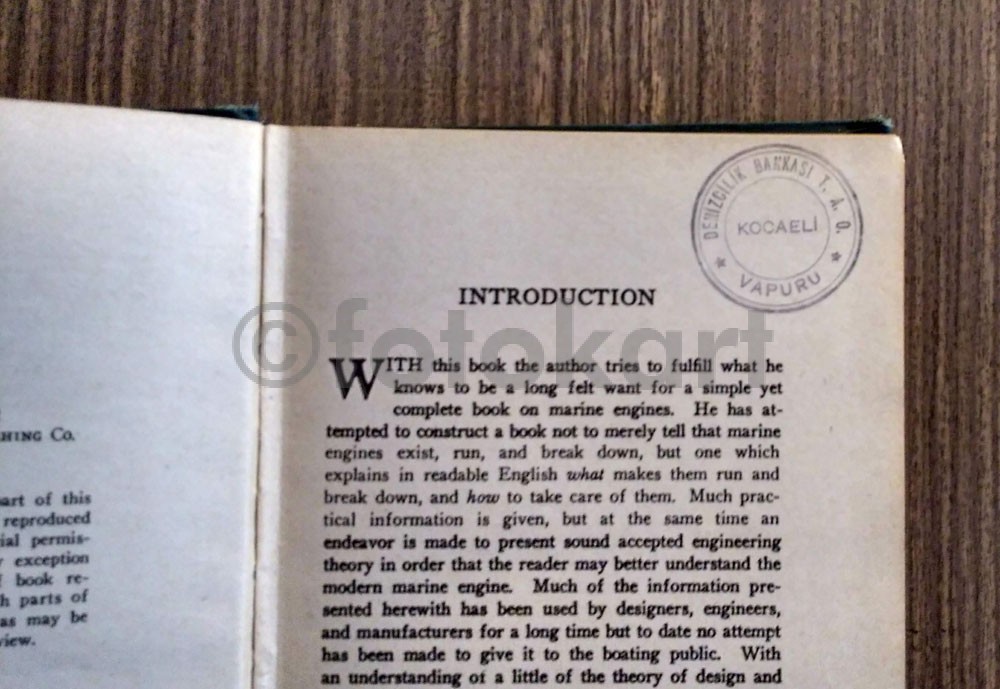 HING CO.
art of this
reproduced
ial permis-
exception
book re-
h parts of
as may be
view.
DENİZCİLİK BANKASI T. A. O.
KOCAELİ
★ VAPURU ★
INTRODUCTION
WITH this book the author tries to fulfill what he
knows to be a long felt want for a simple yet
complete book on marine engines. He has at-
tempted to construct a book not to merely tell that marine
engines exist, run, and break down, but one which
explains in readable English what makes them run and
break down, and how to take care of them. Much prac-
tical information is given, but at the same time an
endeavor is made to present sound accepted engineering
theory in order that the reader may better understand the
modern marine engine. Much of the information pre-
sented herewith has been used by designers, engineers,
and manufacturers for a long time but to date no attempt
has been made to give it to the boating public. With
an understanding of a little of the theory of design and
©fotokart